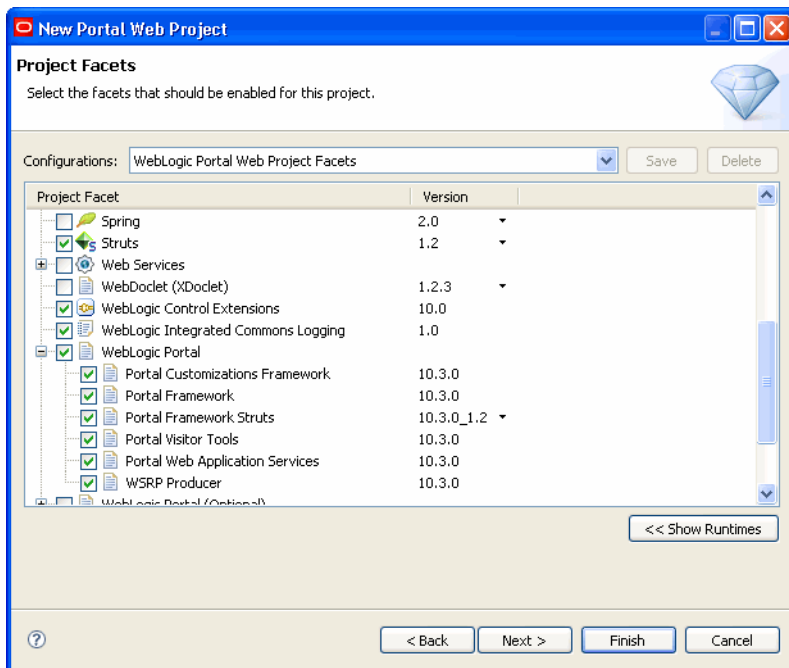 New Portal Web Project
Project Facets
Select the facets that should be enabled for this project.
Configurations: WebLogic Portal Web Project Facets Save Delete
Project Facet Version
Spring 2.0
Struts 1.2
Web Services
WebDoclet (XDoclet) 1.2.3
WebLogic Control Extensions 10.0
WebLogic Integrated Commons Logging 1.0
WebLogic Portal
Portal Customizations Framework 10.3.0
Portal Framework 10.3.0
Portal Framework Struts 10.3.0_1.2
Portal Visitor Tools 10.3.0
Portal Web Application Services 10.3.0
WSRP Producer 10.3.0
WebLogic Portal (Optional)
<< Show Runtimes
< Back Next > Finish Cancel